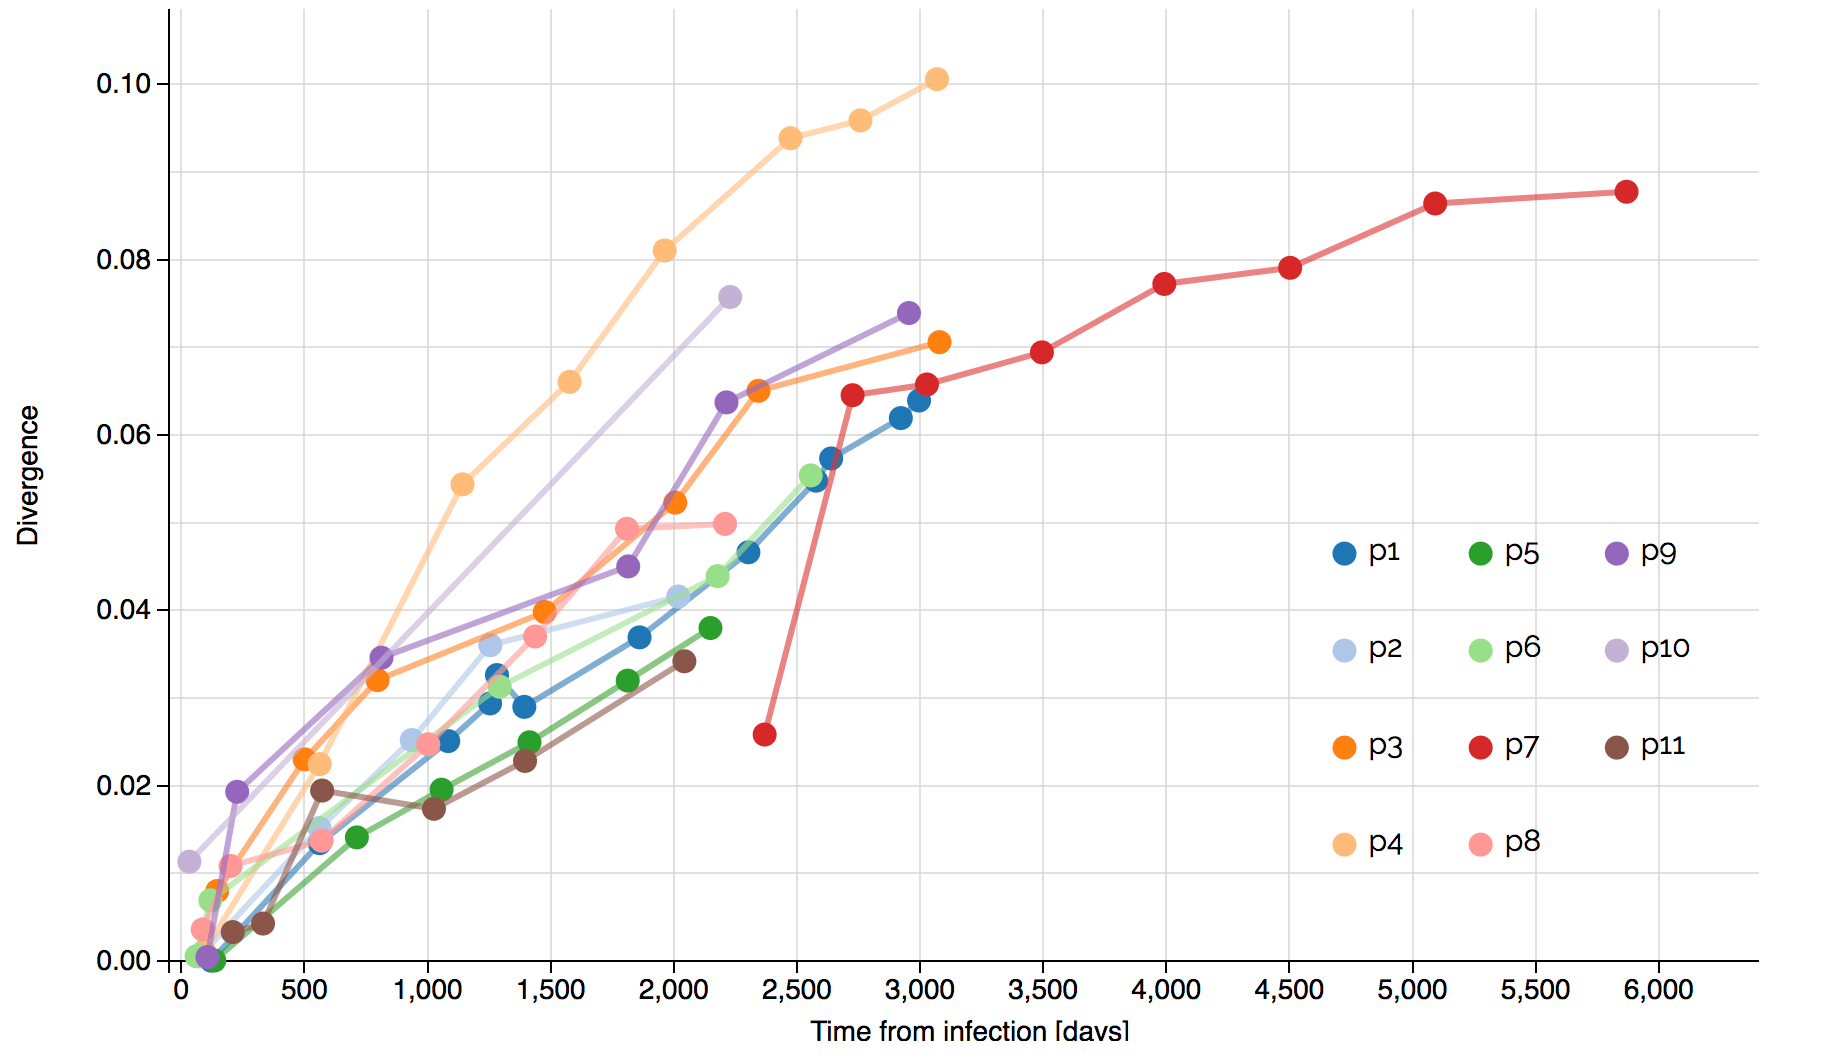 0.10
0.08
0.06
0.04
0.02
0.00
Divergence
0 500 1,000 1,500 2,000 2,500 3,000 3,500 4,000 4,500 5,000 5,500 6,000
Time from infection [days]
p1 p5 p9
p2 p6 p10
p3 p7 p11
p4 p8